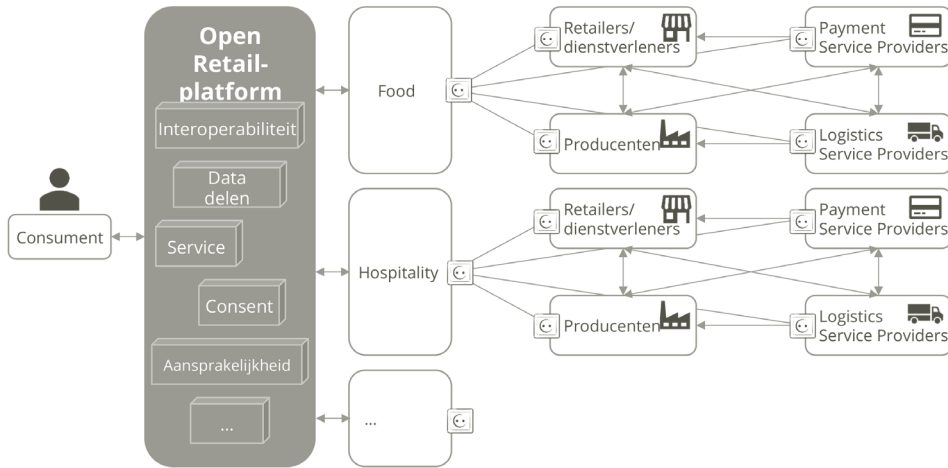 Open
Retail-
platform
Interoperabiliteit
Data
delen
Service
Consent
Aansprakelijkheid
...
Consument
Food
Retailers/
dienstverleners
Payment
Service Providers
Producenten
Logistics
Service Providers
Hospitality
Retailers/
dienstverleners
Payment
Service Providers
Producenten
Logistics
Service Providers
...